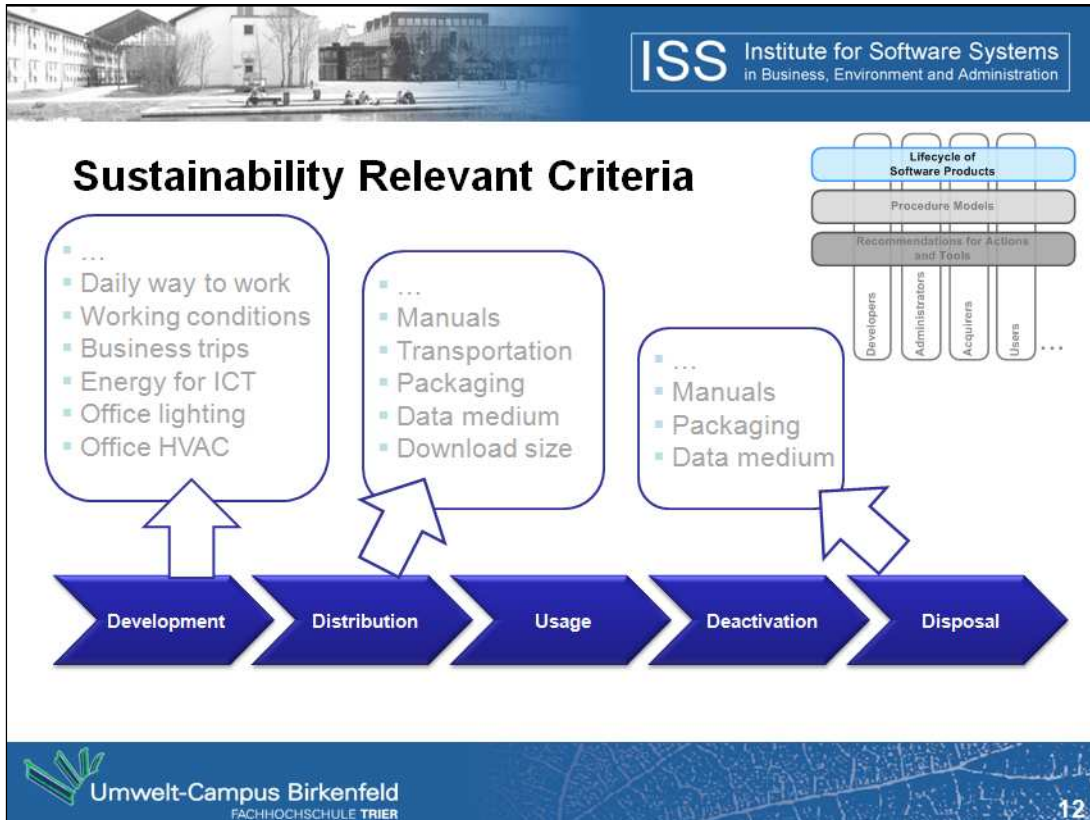 ISS Institute for Software Systems
in Business, Environment and Administration
Sustainability Relevant Criteria
Lifecycle of
Software Products
Procedure Models
Recommendations for Actions
and Tools
Developers
Administrators
Acquirers
Users
...
...
Daily way to work
Working conditions
Business trips
Energy for ICT
Office lighting
Office HVAC
...
Manuals
Transportation
Packaging
Data medium
Download size
...
Manuals
Packaging
Data medium
Development
Distribution
Usage
Deactivation
Disposal
Umwelt-Campus Birkenfeld
FACHHOCHSCHULE TRIER
12